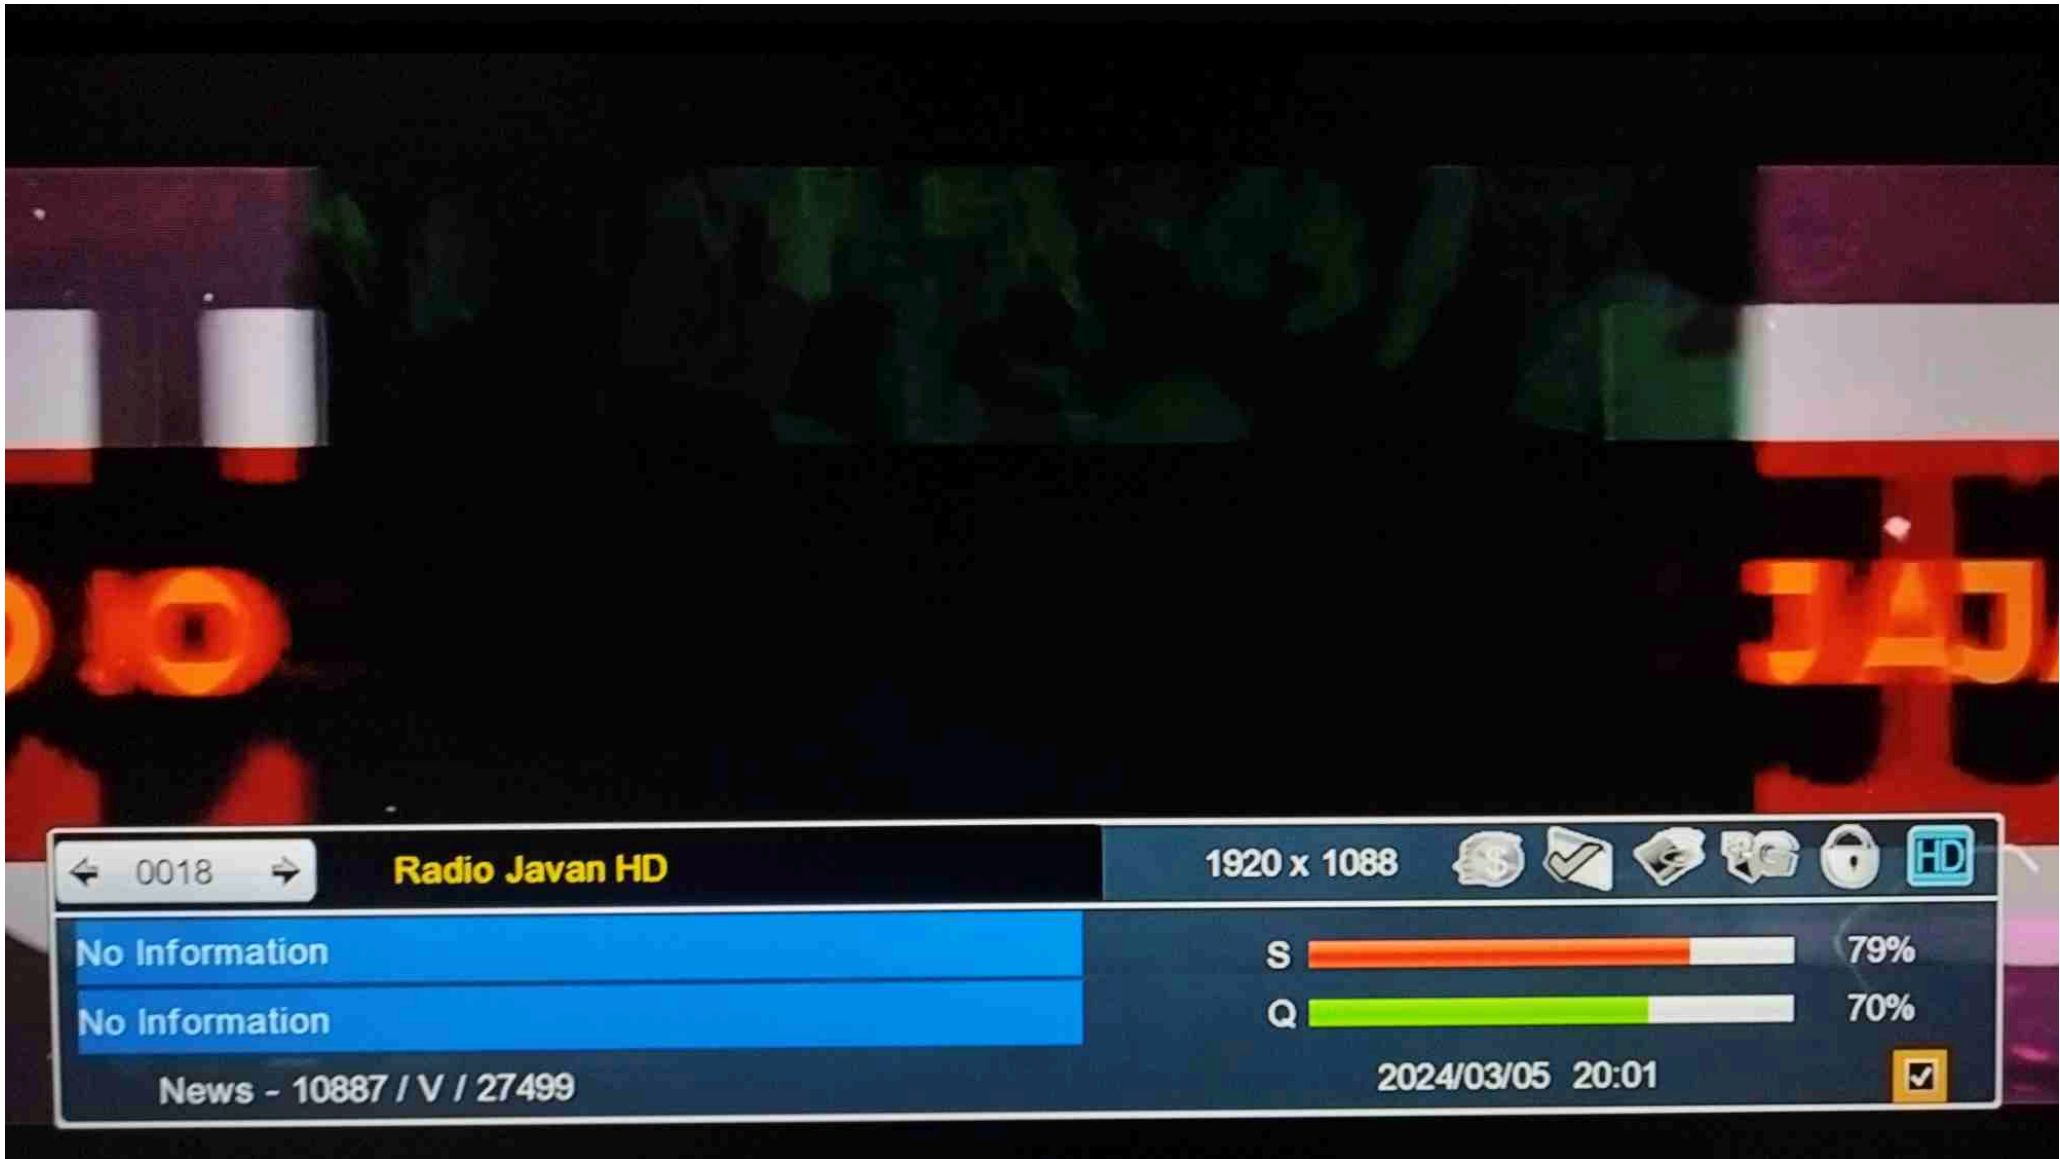 0018
Radio Javan HD
1920 x 1088
HD
No Information
No Information
S 79%
Q 70%
News - 10887 / V / 27499
2024/03/05 20:01